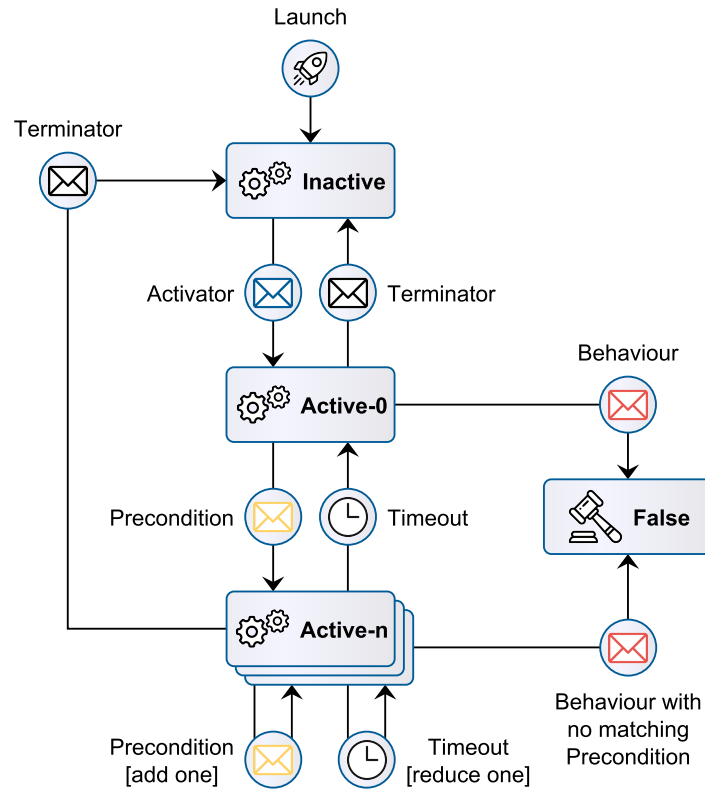 Launch
Terminator
Inactive
Activator
Terminator
Behaviour
Active-0
Precondition
Timeout
False
Active-n
Behaviour with
no matching
Precondition
Precondition
[add one]
Timeout
[reduce one]